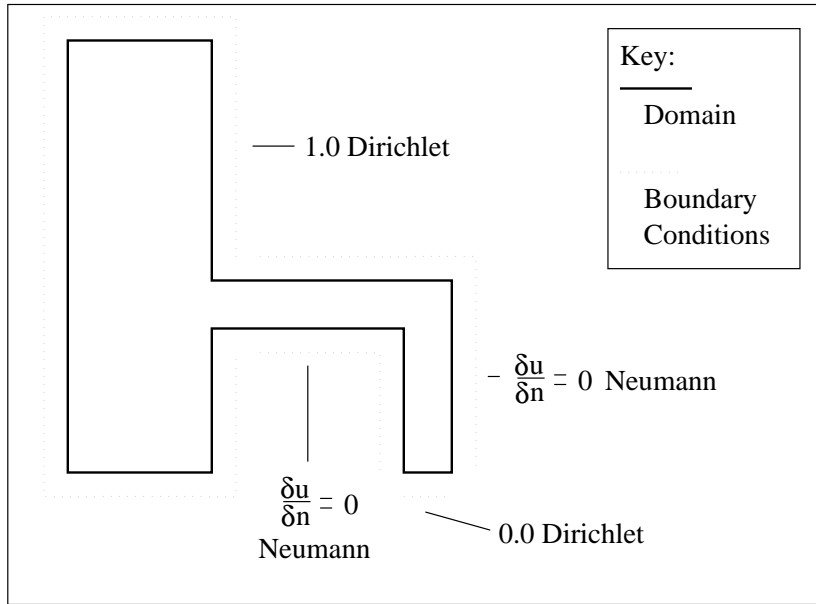 Key:
Domain
Boundary
Conditions
1.0 Dirichlet
δu/δn = 0 Neumann
δu/δn = 0
Neumann
0.0 Dirichlet